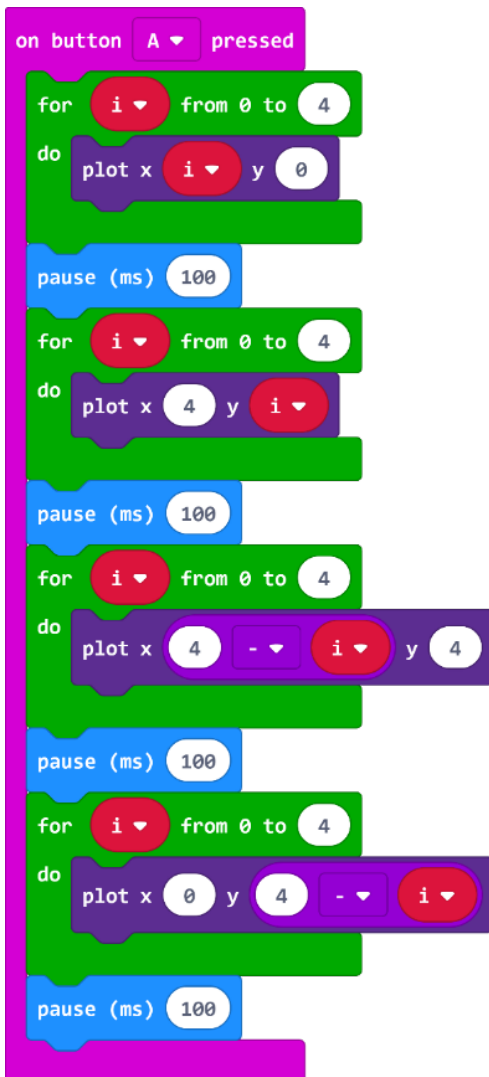 on button A pressed
for i from 0 to 4
do
plot x i y 0
pause (ms) 100
for i from 0 to 4
do
plot x 4 y i
pause (ms) 100
for i from 0 to 4
do
plot x 4 - i y 4
pause (ms) 100
for i from 0 to 4
do
plot x 0 y 4 - i
pause (ms) 100